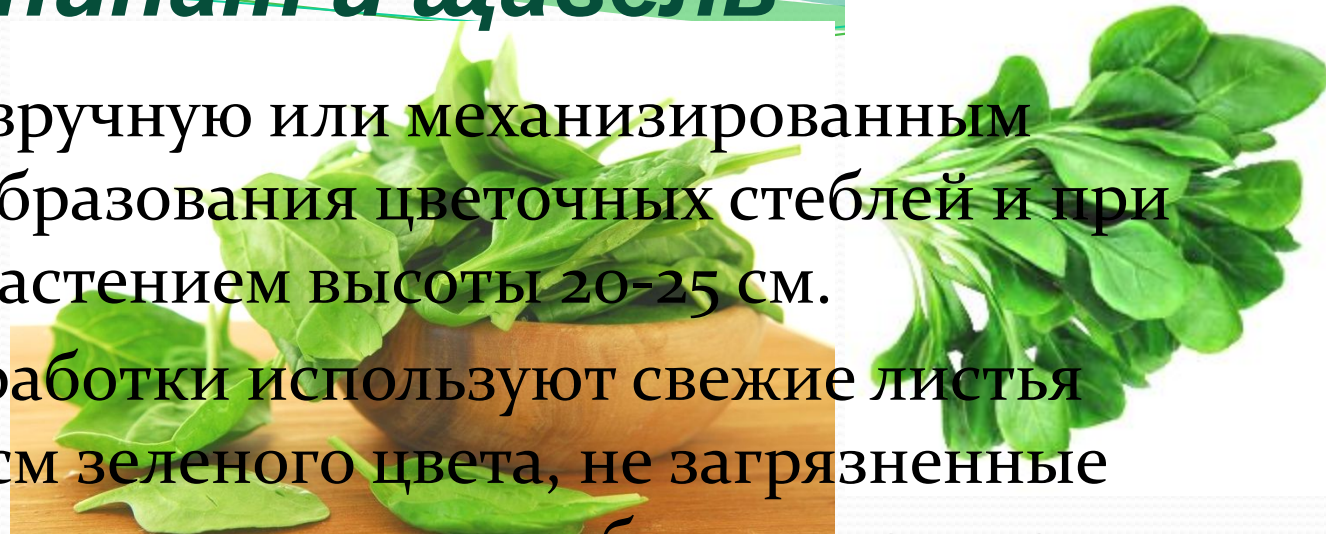 и щавель
вручную или механизированным
бразования цветочных стеблей и при
астением высоты 20-25 см.
работки используют свежие листья
см зеленого цвета, не загрязненные